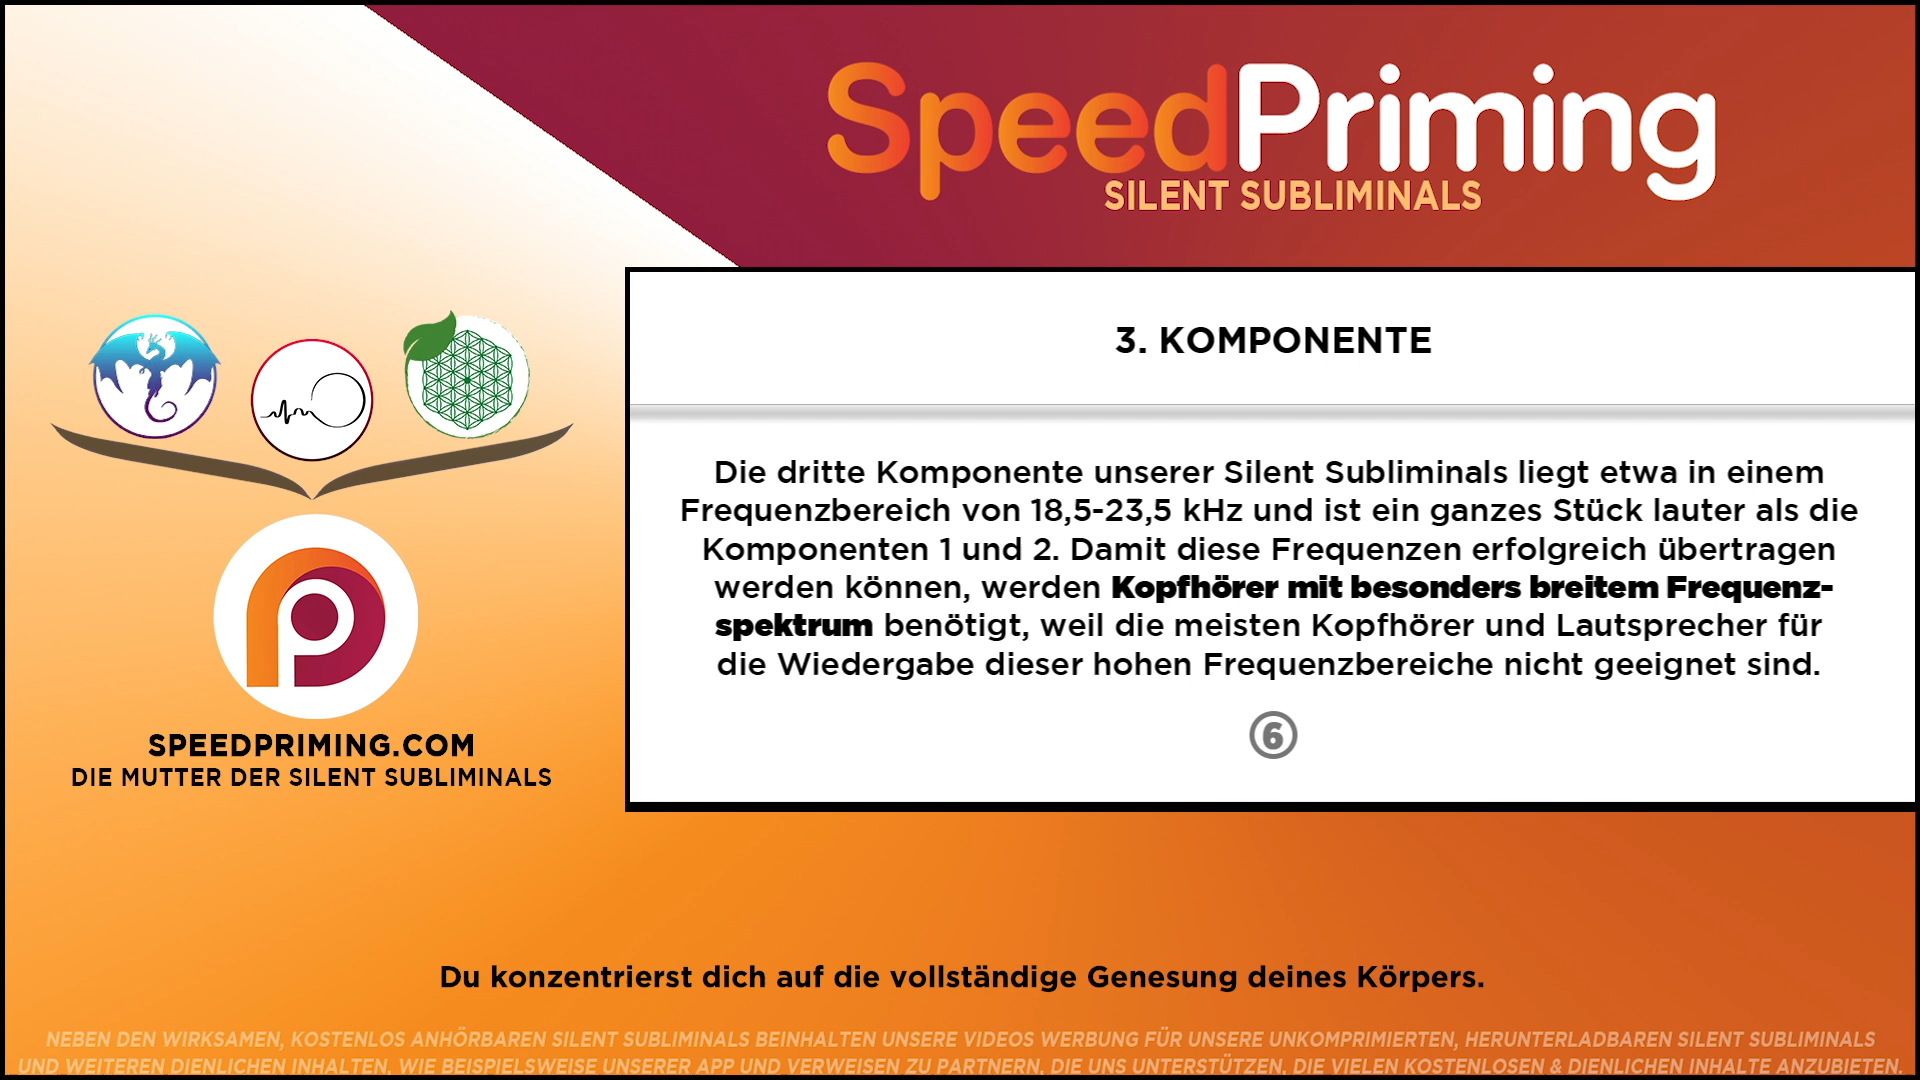 SpeedPriming
SILENT SUBLIMINALS
3. KOMPONENTE
Die dritte Komponente unserer Silent Subliminals liegt etwa in einem
Frequenzbereich von 18,5-23,5 kHz und ist ein ganzes Stück lauter als die
Komponenten 1 und 2. Damit diese Frequenzen erfolgreich übertragen
werden können, werden Kopfhörer mit besonders breitem Frequenz-
spektrum benötigt, weil die meisten Kopfhörer und Lautsprecher für
die Wiedergabe dieser hohen Frequenzbereiche nicht geeignet sind.
6
SPEEDPRIMING.COM
DIE MUTTER DER SILENT SUBLIMINALS
Du konzentrierst dich auf die vollständige Genesung deines Körpers.
NEBEN DEN WIRKSAMEN, KOSTENLOS ANHÖRBAREN SILENT SUBLIMINALS BEINHALTEN UNSERE VIDEOS WERBUNG FÜR UNSERE UNKOMPRIMIERTEN, HERUNTERLADBAREN SILENT SUBLIMINALS
UND WEITEREN DIENLICHEN INHALTEN, WIE BEISPIELSWEISE UNSERER APP UND VERWEISEN ZU PARTNERN, DIE UNS UNTERSTÜTZEN, DIE VIELEN KOSTENLOSEN & DIENLICHEN INHALTE ANZUBIETEN.